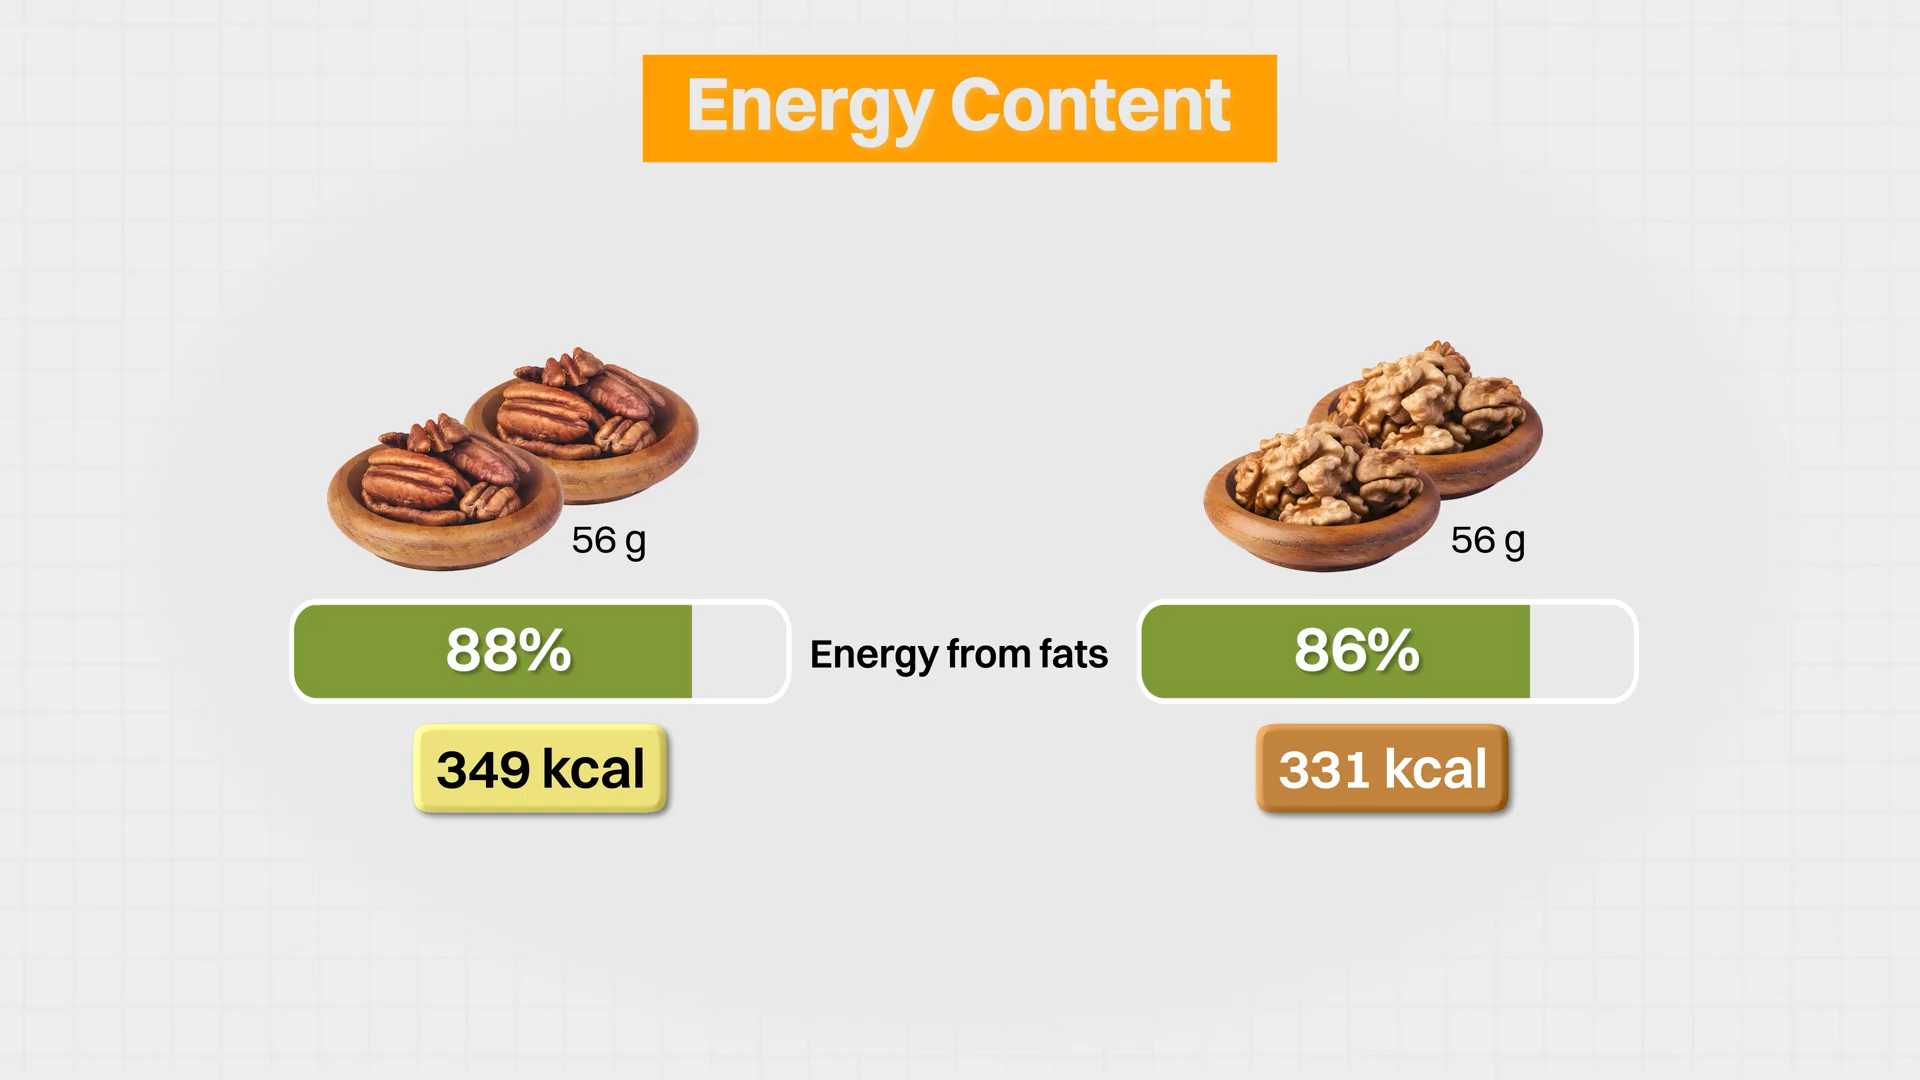 Energy Content
56 g
56 g
88%
Energy from fats
86%
349 kcal
331 kcal